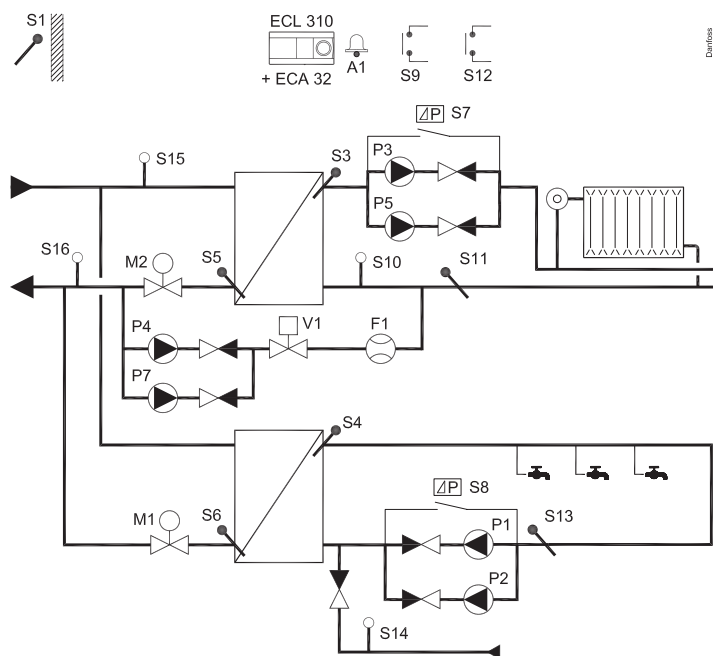 S1
ECL 310
+ ECA 32
A1
S9
S12
Danfoss
S7
P
S15
S3
P3
P5
S16
M2
S5
S10
S11
P4
V1
F1
P7
S4
P S8
M1
S6
P1
S13
P2
S14